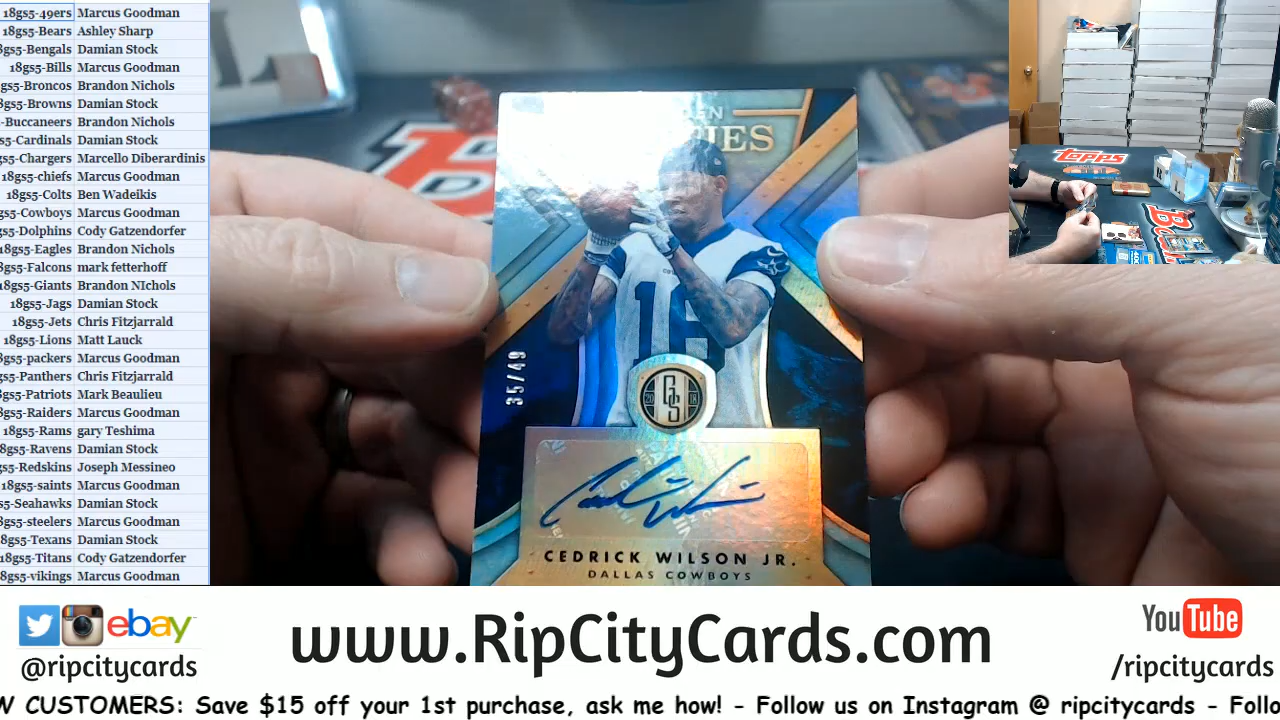 18gs5-49ers Marcus Goodman
18gs5-Bears Ashley Sharp
8gs5-Bengals Damian Stock
18gs5-Bills Marcus Goodman
gs5-Broncos Brandon Nichols
8gs5-Browns Damian Stock
-Buccaneers Brandon Nichols
s5-Cardinals Damian Stock
gs5-Chargers Marcello Diberardinis
18gs5-chiefs Marcus Goodman
18gs5-Colts Ben Wadeikis
gs5-Cowboys Marcus Goodman
gs5-Dolphins Cody Gatzendorfer
18gs5-Eagles Brandon Nichols
8gs5-Falcons mark fetterhoff
8gs5-Giants Brandon NIchols
18gs5-Jags Damian Stock
18gs5-Jets Chris Fitzjarrald
18gs5-Lions Matt Lauck
gs5-packers Marcus Goodman
gs5-Panthers Chris Fitzjarrald
gs5-Patriots Mark Beaulieu
gs5-Raiders Marcus Goodman
18gs5-Rams gary Teshima
8gs5-Ravens Damian Stock
gs5-Redskins Joseph Messineo
18gs5-saints Marcus Goodman
s5-Seahawks Damian Stock
8gs5-steelers Marcus Goodman
8gs5-Texans Damian Stock
18gs5-Titans Cody Gatzendorfer
8gs5-vikings Marcus Goodman
35/49
16
20 GS 18
CEDRICK WILSON JR.
DALLAS COWBOYS
TOPPS
ebay
@ripcitycards
www.RipCityCards.com
YouTube
/ripcitycards
W CUSTOMERS: Save $15 off your 1st purchase, ask me how! - Follow us on Instagram @ ripcitycards - Follo